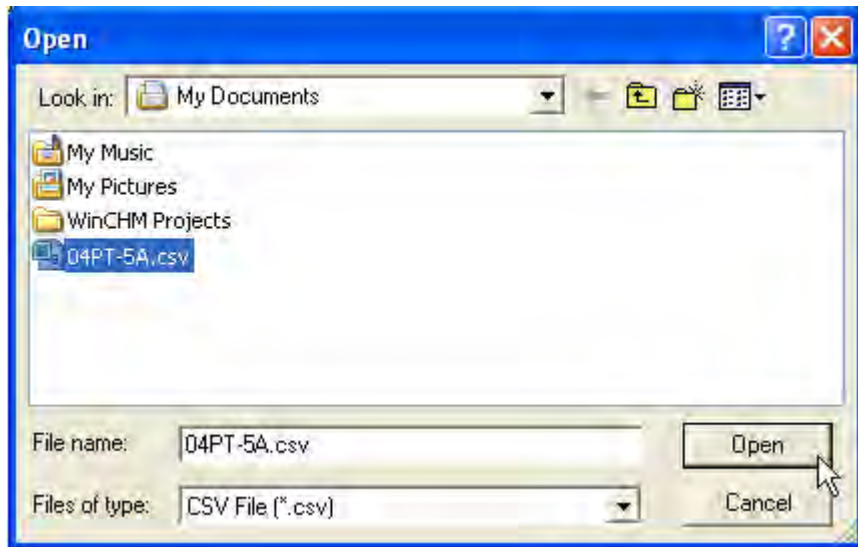 Open
Look in: My Documents
My Music
My Pictures
WinCHM Projects
04PT-5A.csv
File name: 04PT-5A.csv Open
Files of type: CSV File (*.csv) Cancel